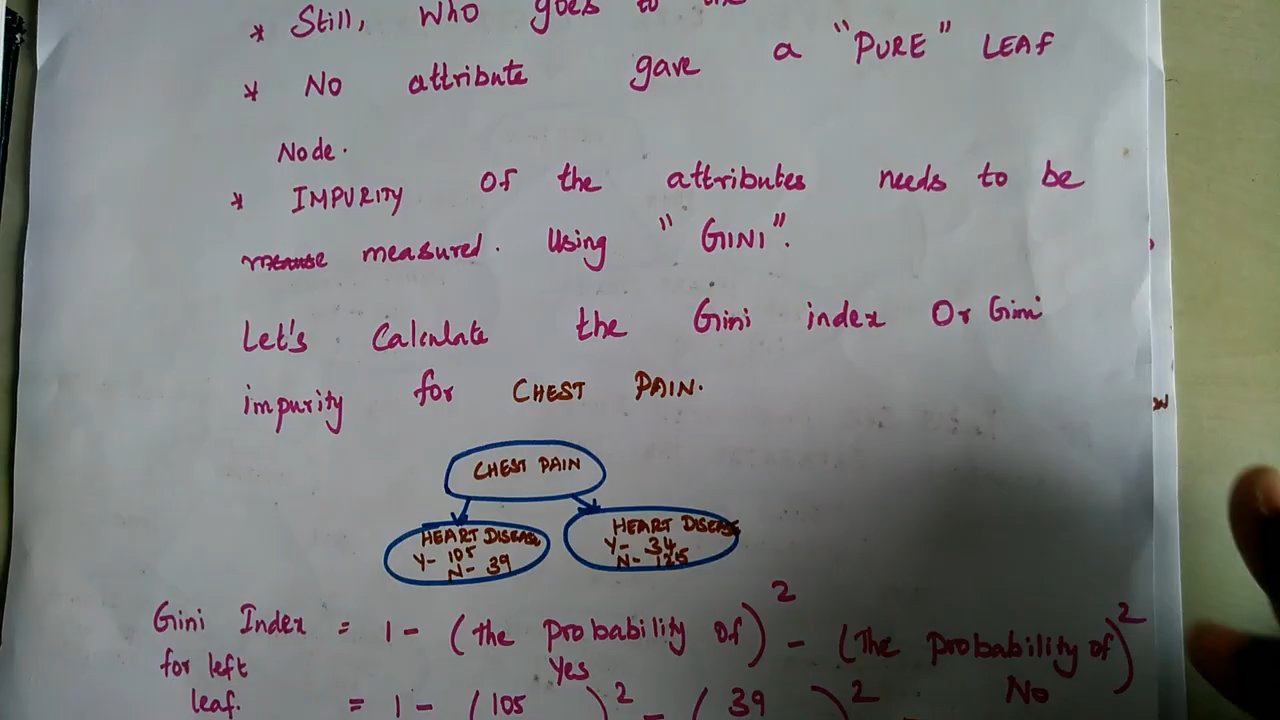 * Still, who goes to the
* No attribute gave a "PURE" LEAF
Node.
* IMPURITY of the attributes needs to be
measured. Using "GINI".
Let's Calculate the Gini index Or Gini
impurity for CHEST PAIN.
CHEST PAIN
HEART DISEASE
Y- 105
N- 39
HEART DISEASE
Y- 34
N- 125
Gini Index = 1 - (the probability of)² - (The probability of)²
for left Yes No
leaf. = 1 - (105)² - (39)²